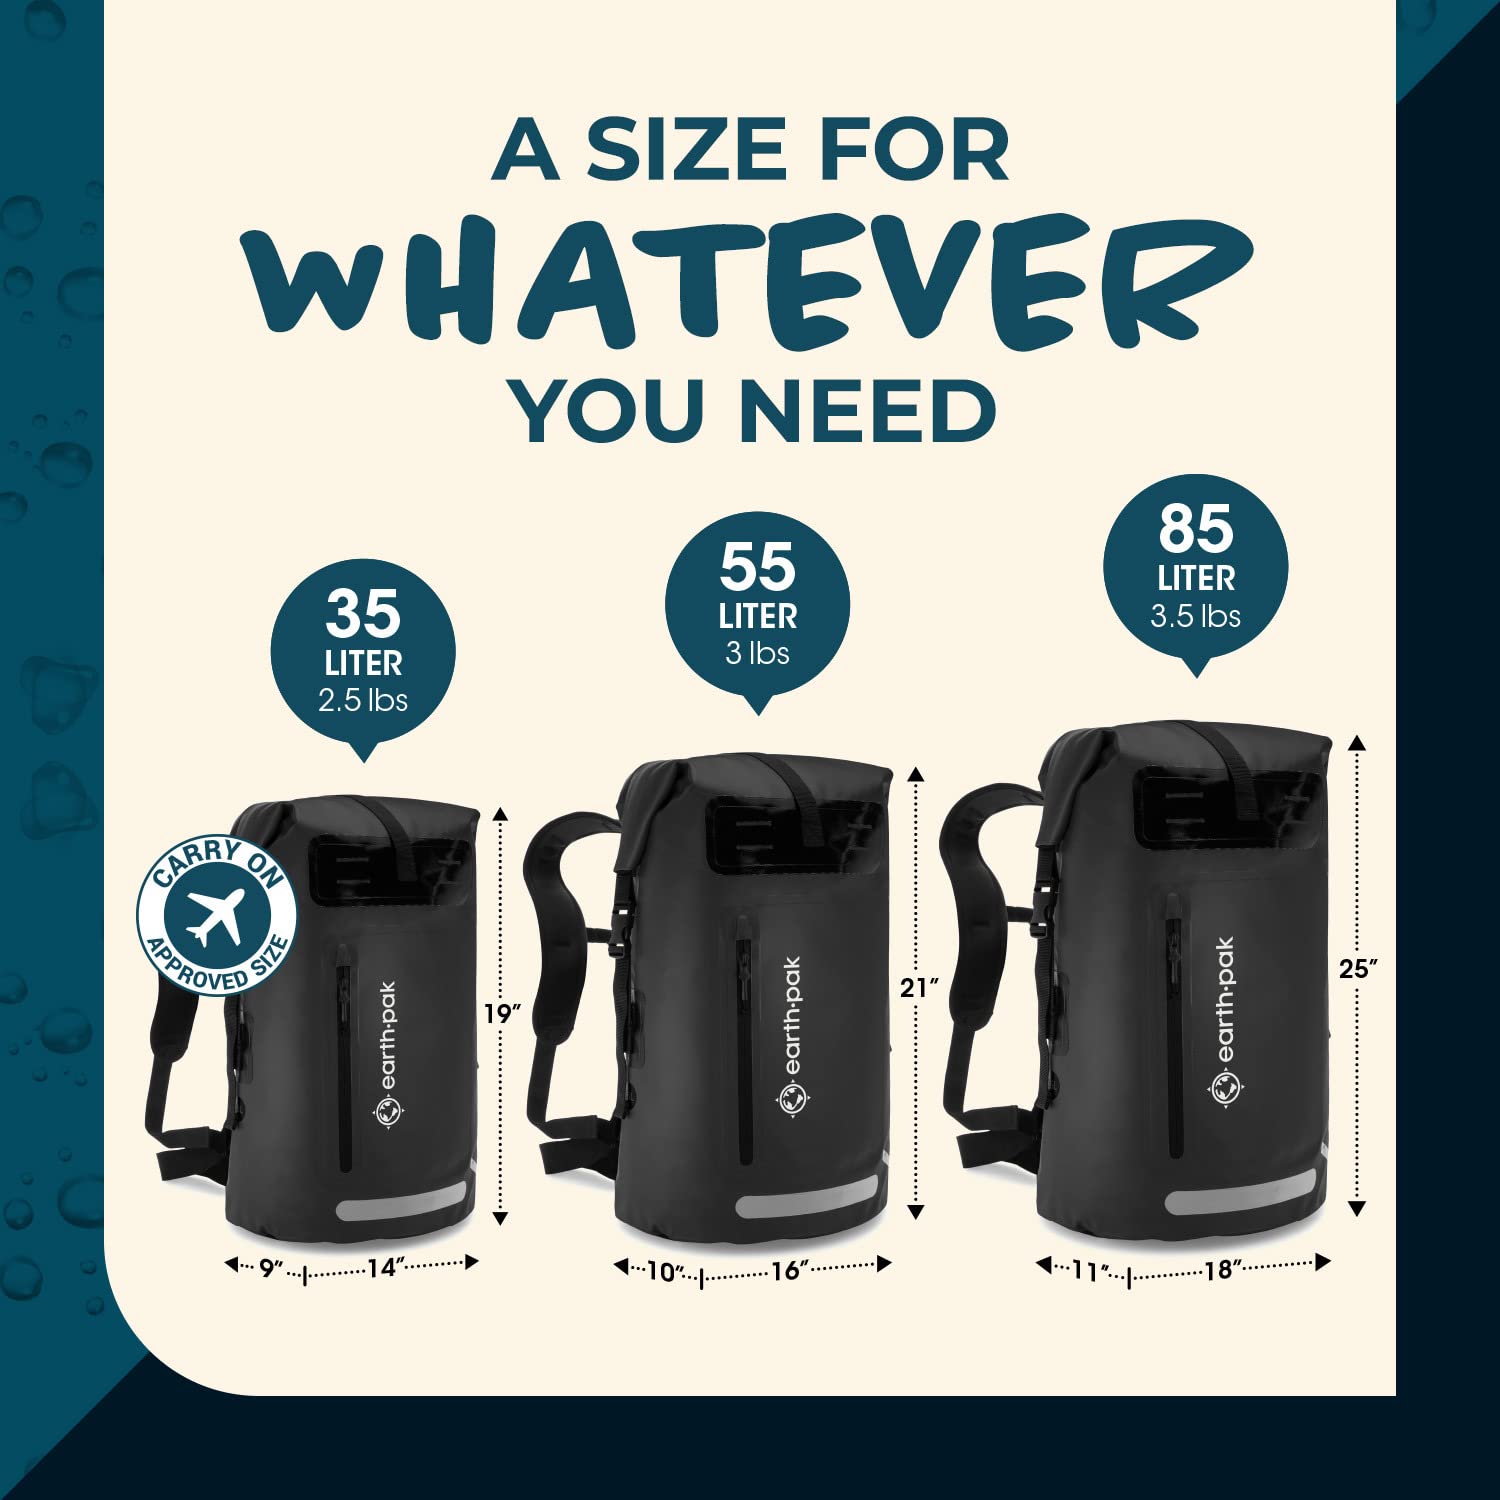 A SIZE FOR
WHATEVER
YOU NEED
35
LITER
2.5 lbs
55
LITER
3 lbs
85
LITER
3.5 lbs
CARRY ON
APPROVED SIZE
earth·pak
19”
9”
14”
earth·pak
21”
10”
16”
earth·pak
25”
11”
18”